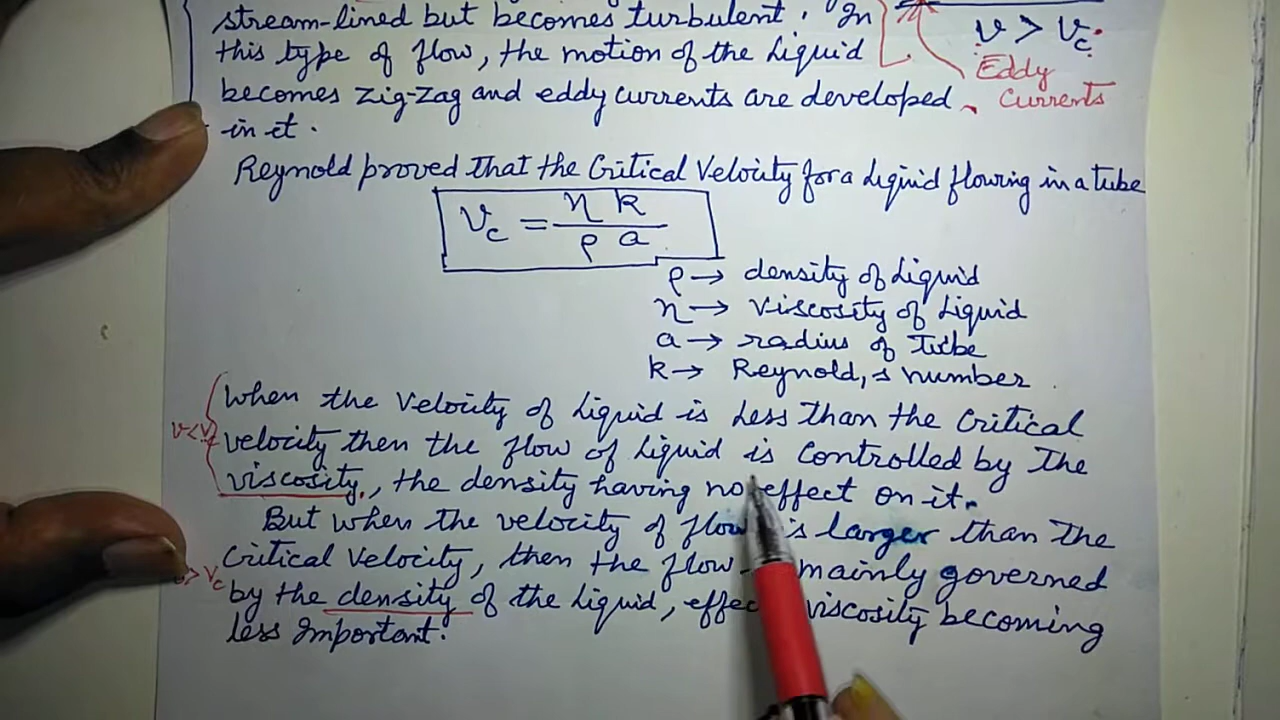 stream-lined but becomes turbulent. In
this type of flow, the motion of the Liquid
becomes zig-zag and eddy currents are developed
in it.
v > vc
Eddy
Currents
Reynold proved that the Critical Velocity for a Liquid flowing in a tube
Vc = η k / ρ a
ρ → density of Liquid
η → Viscosity of Liquid
a → radius of Tube
k → Reynold,s number
When the Velocity of Liquid is Less than the Critical
velocity then the flow of Liquid is Controlled by the
viscosity, the density having no effect on it.
v < vc
But when the velocity of flow is larger than the
Critical Velocity, then the flow mainly governed
by the density of the Liquid, viscosity becoming
less Important.
> vc